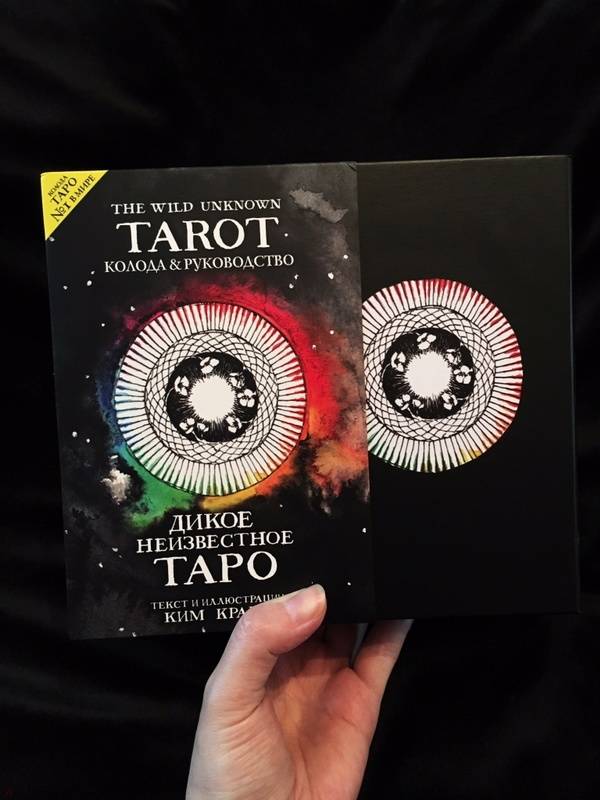 КОЛОДА
ТАРО
№1 В МИРЕ
THE WILD UNKNOWN
TAROT
КОЛОДА & РУКОВОДСТВО
ДИКОЕ
НЕИЗВЕСТНОЕ
ТАРО
ТЕКСТ И ИЛЛЮСТРАЦИИ
КИМ